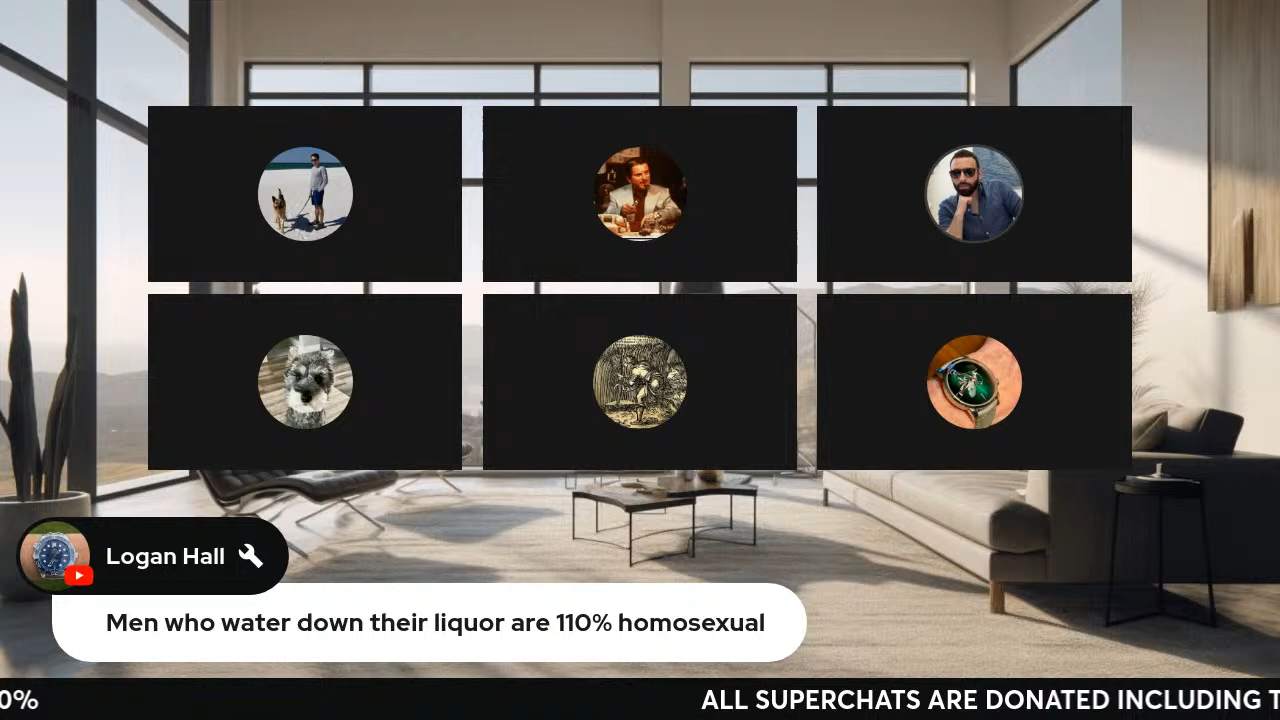 Logan Hall
Men who water down their liquor are 110% homosexual
0% ALL SUPERCHATS ARE DONATED INCLUDING T